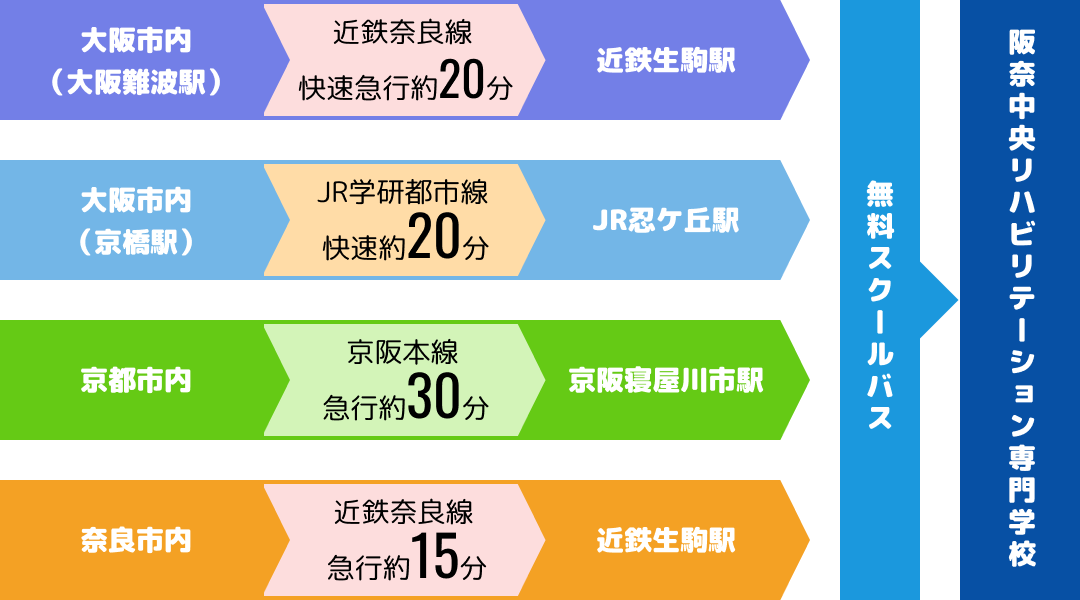 大阪市内
（大阪難波駅）
近鉄奈良線
快速急行約20分
近鉄生駒駅
大阪市内
（京橋駅）
JR学研都市線
快速約20分
JR忍ケ丘駅
京都市内
京阪本線
急行約30分
京阪寝屋川市駅
奈良市内
近鉄奈良線
急行約15分
近鉄生駒駅
無料スクールバス
阪奈中央リハビリテーション専門学校